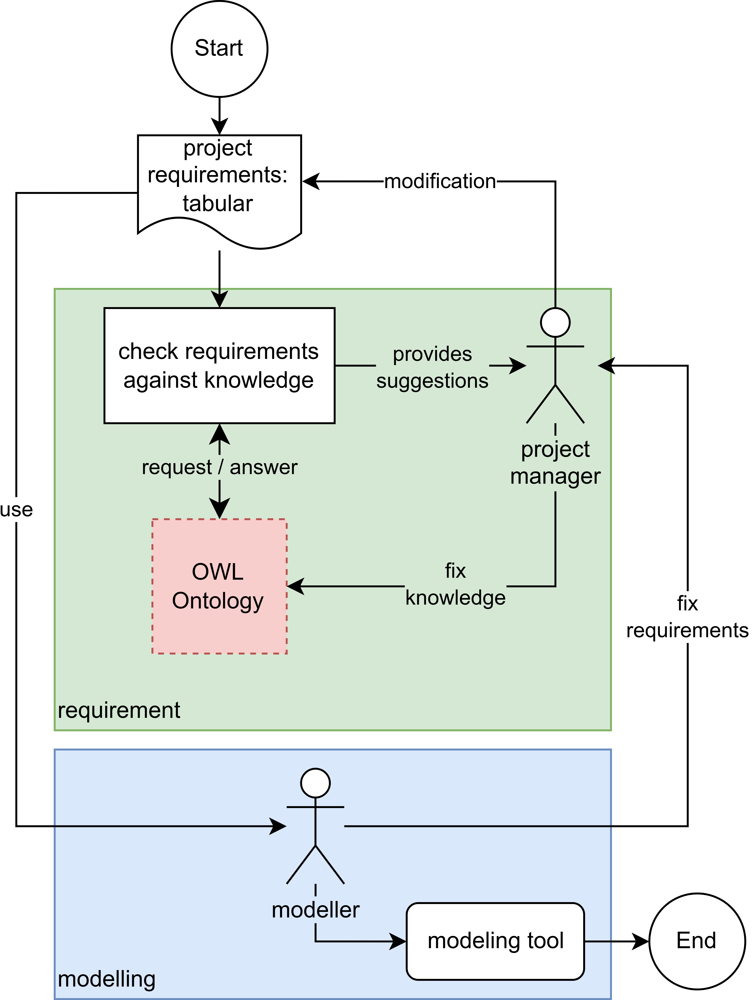 Start
project
requirements:
tabular
modification
check requirements
against knowledge
provides
suggestions
project
manager
request / answer
use
OWL
Ontology
fix
knowledge
fix
requirements
requirement
modeller
modeling tool
End
modelling